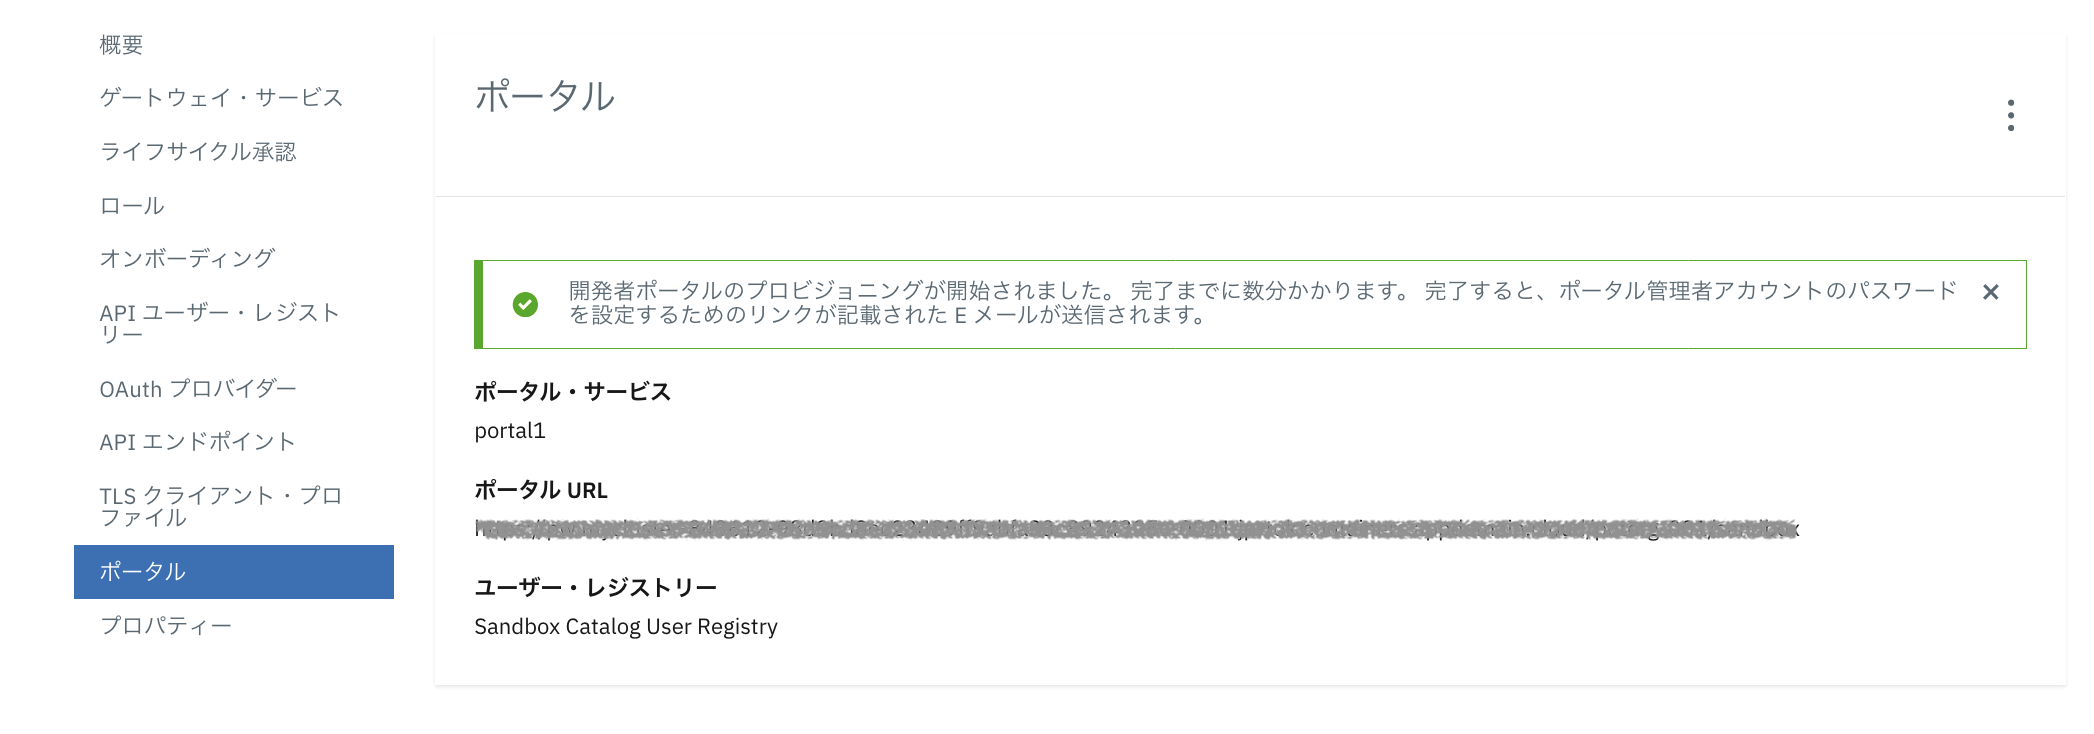 概要
ゲートウェイ・サービス
ライフサイクル承認
ロール
オンボーディング
API ユーザー・レジスト
リー
OAuth プロバイダー
API エンドポイント
TLS クライアント・プロ
ファイル
ポータル
プロパティー
ポータル
開発者ポータルのプロビジョニングが開始されました。 完了までに数分かかります。 完了すると、ポータル管理者アカウントのパスワード
を設定するためのリンクが記載された E メールが送信されます。
ポータル・サービス
portal1
ポータル URL
ユーザー・レジストリー
Sandbox Catalog User Registry